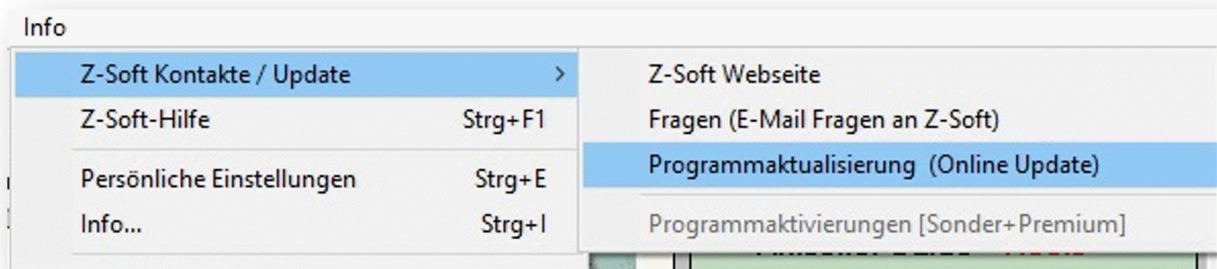 Info
Z-Soft Kontakte / Update >
Z-Soft-Hilfe Strg+F1
Persönliche Einstellungen Strg+E
Info... Strg+I
Z-Soft Webseite
Fragen (E-Mail Fragen an Z-Soft)
Programmaktualisierung (Online Update)
Programmaktivierungen [Sonder+Premium]